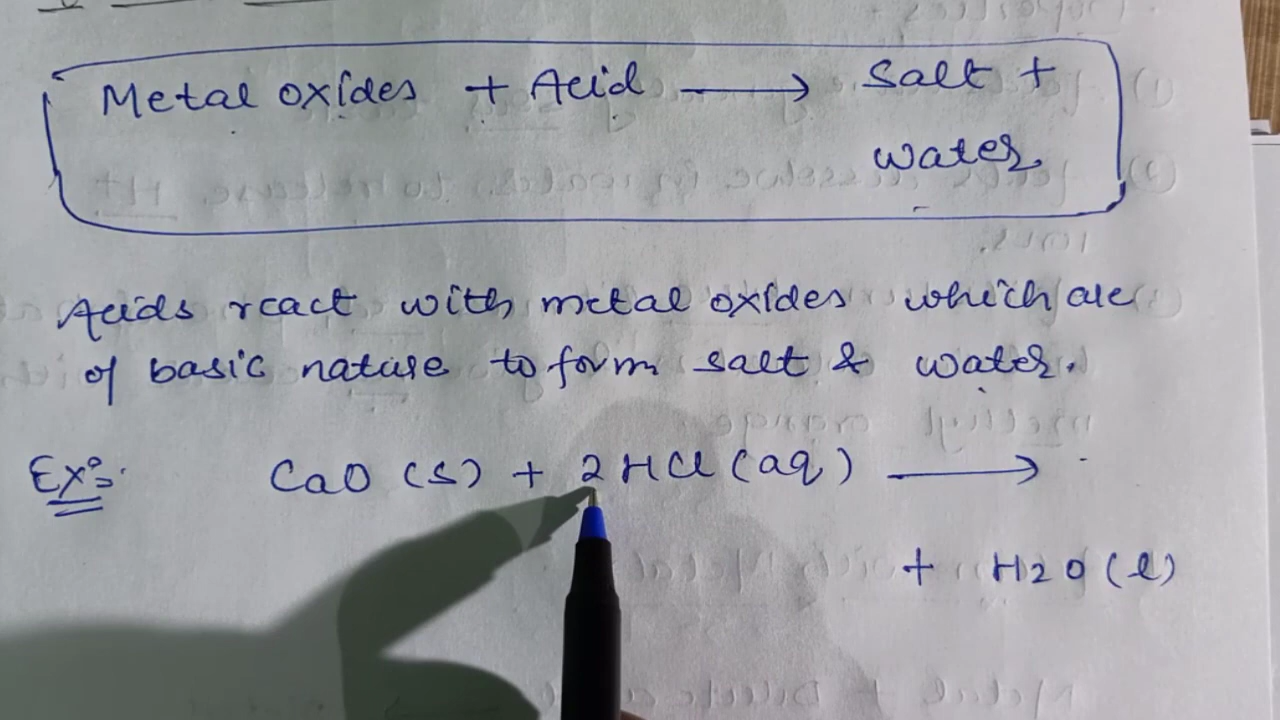 Metal oxides + Acid ⟶ Salt +
water
Acids react with metal oxides which are
of basic nature to form salt & water.
Ex:
CaO (s) + 2HCl (aq) ⟶
+ H2O (l)